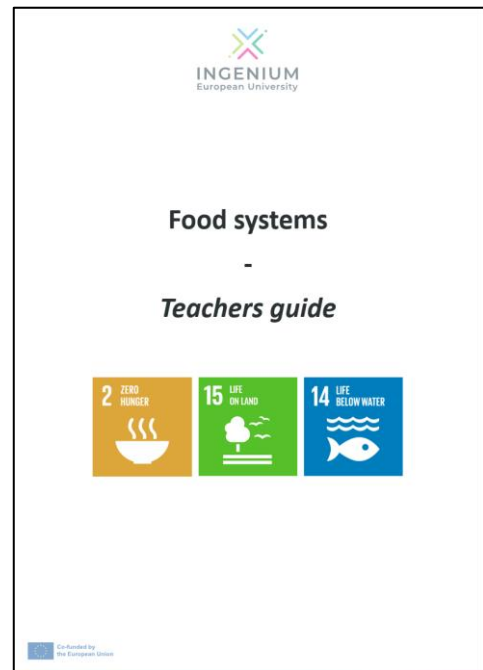 INGENIUM
European University
Food systems
-
Teachers guide
2 ZERO
HUNGER
15 LIFE
ON LAND
14 LIFE
BELOW WATER
Co-funded by
the European Union